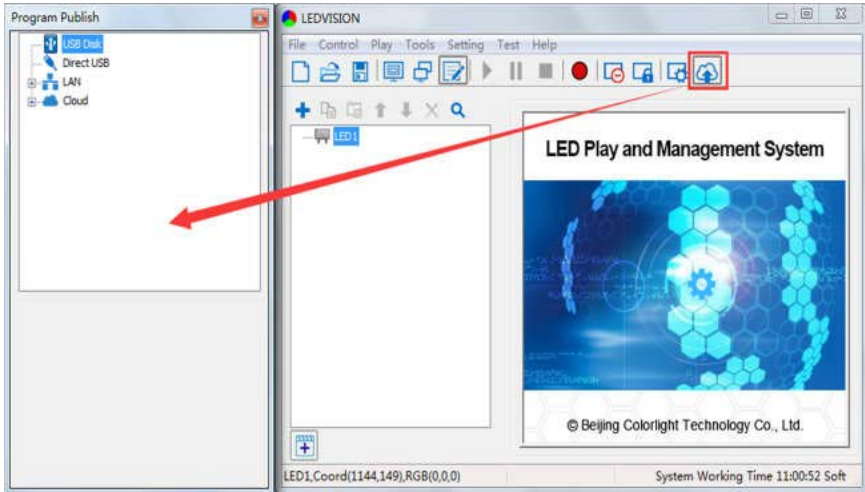 Program Publish
USB Disk
Direct USB
LAN
Cloud
LEDVISION
File Control Play Tools Setting Test Help
LED1
LED Play and Management System
© Beijing Colorlight Technology Co., Ltd.
LED1,Coord(1144,149),RGB(0,0,0)
System Working Time 11:00:52 Soft